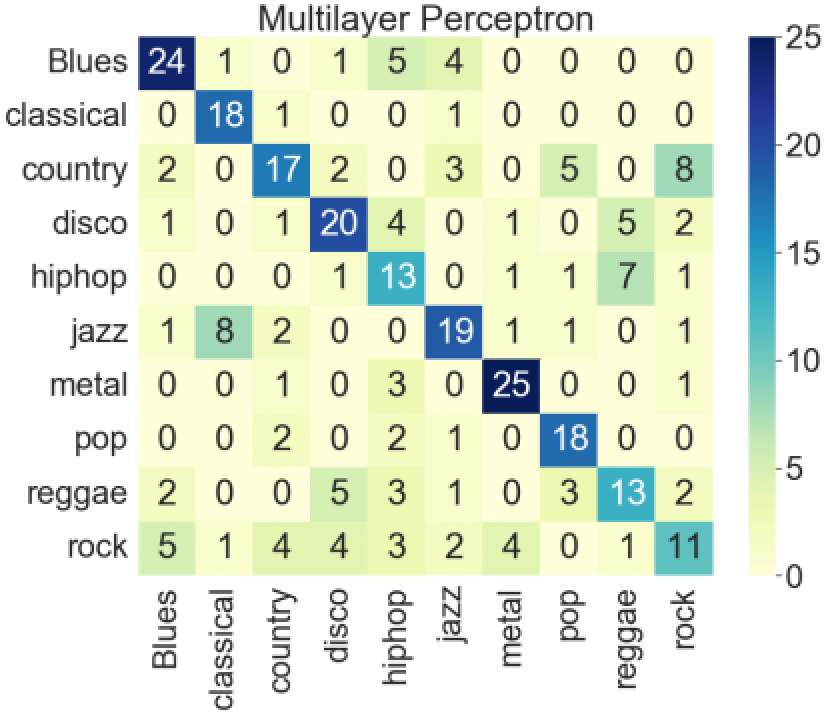 Multilayer Perceptron
Blues 24 1 0 1 5 4 0 0 0 0
classical 0 18 1 0 0 1 0 0 0 0
country 2 0 17 2 0 3 0 5 0 8
disco 1 0 1 20 4 0 1 0 5 2
hiphop 0 0 0 1 13 0 1 1 7 1
jazz 1 8 2 0 0 19 1 1 0 1
metal 0 0 1 0 3 0 25 0 0 1
pop 0 0 2 0 2 1 0 18 0 0
reggae 2 0 0 5 3 1 0 3 13 2
rock 5 1 4 4 3 2 4 0 1 11
Blues classical country disco hiphop jazz metal pop reggae rock
25
20
15
10
5
0